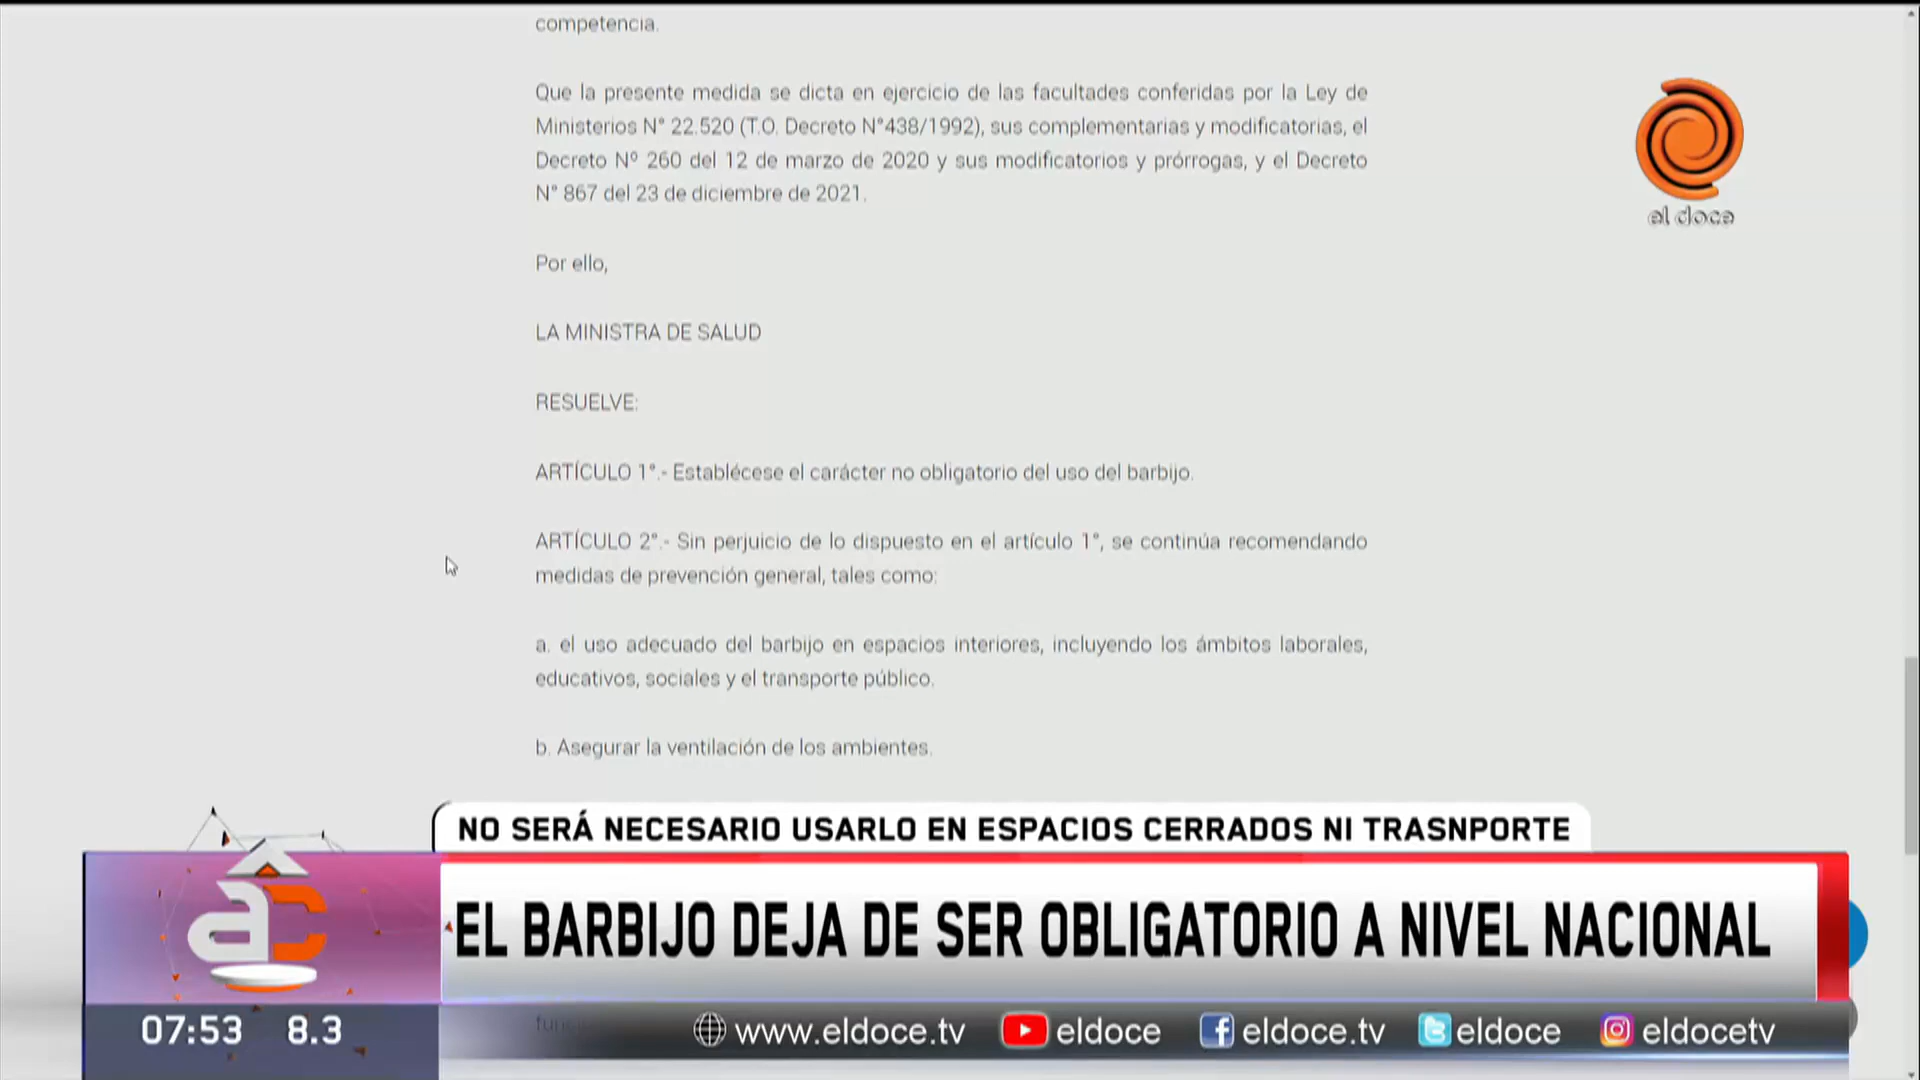 competencia.
Que la presente medida se dicta en ejercicio de las facultades conferidas por la Ley de
Ministerios N° 22.520 (T.O. Decreto N°438/1992), sus complementarias y modificatorias, el
Decreto Nº 260 del 12 de marzo de 2020 y sus modificatorios y prórrogas, y el Decreto
N° 867 del 23 de diciembre de 2021.
el doce
Por ello,
LA MINISTRA DE SALUD
RESUELVE:
ARTÍCULO 1°.- Establécese el carácter no obligatorio del uso del barbijo.
ARTÍCULO 2°.- Sin perjuicio de lo dispuesto en el artículo 1°, se continúa recomendando
medidas de prevención general, tales como:
a. el uso adecuado del barbijo en espacios interiores, incluyendo los ámbitos laborales,
educativos, sociales y el transporte público.
b. Asegurar la ventilación de los ambientes.
NO SERÁ NECESARIO USARLO EN ESPACIOS CERRADOS NI TRASNPORTE
EL BARBIJO DEJA DE SER OBLIGATORIO A NIVEL NACIONAL
ac
07:53 8.3
www.eldoce.tv eldoce eldoce.tv eldoce eldocetv